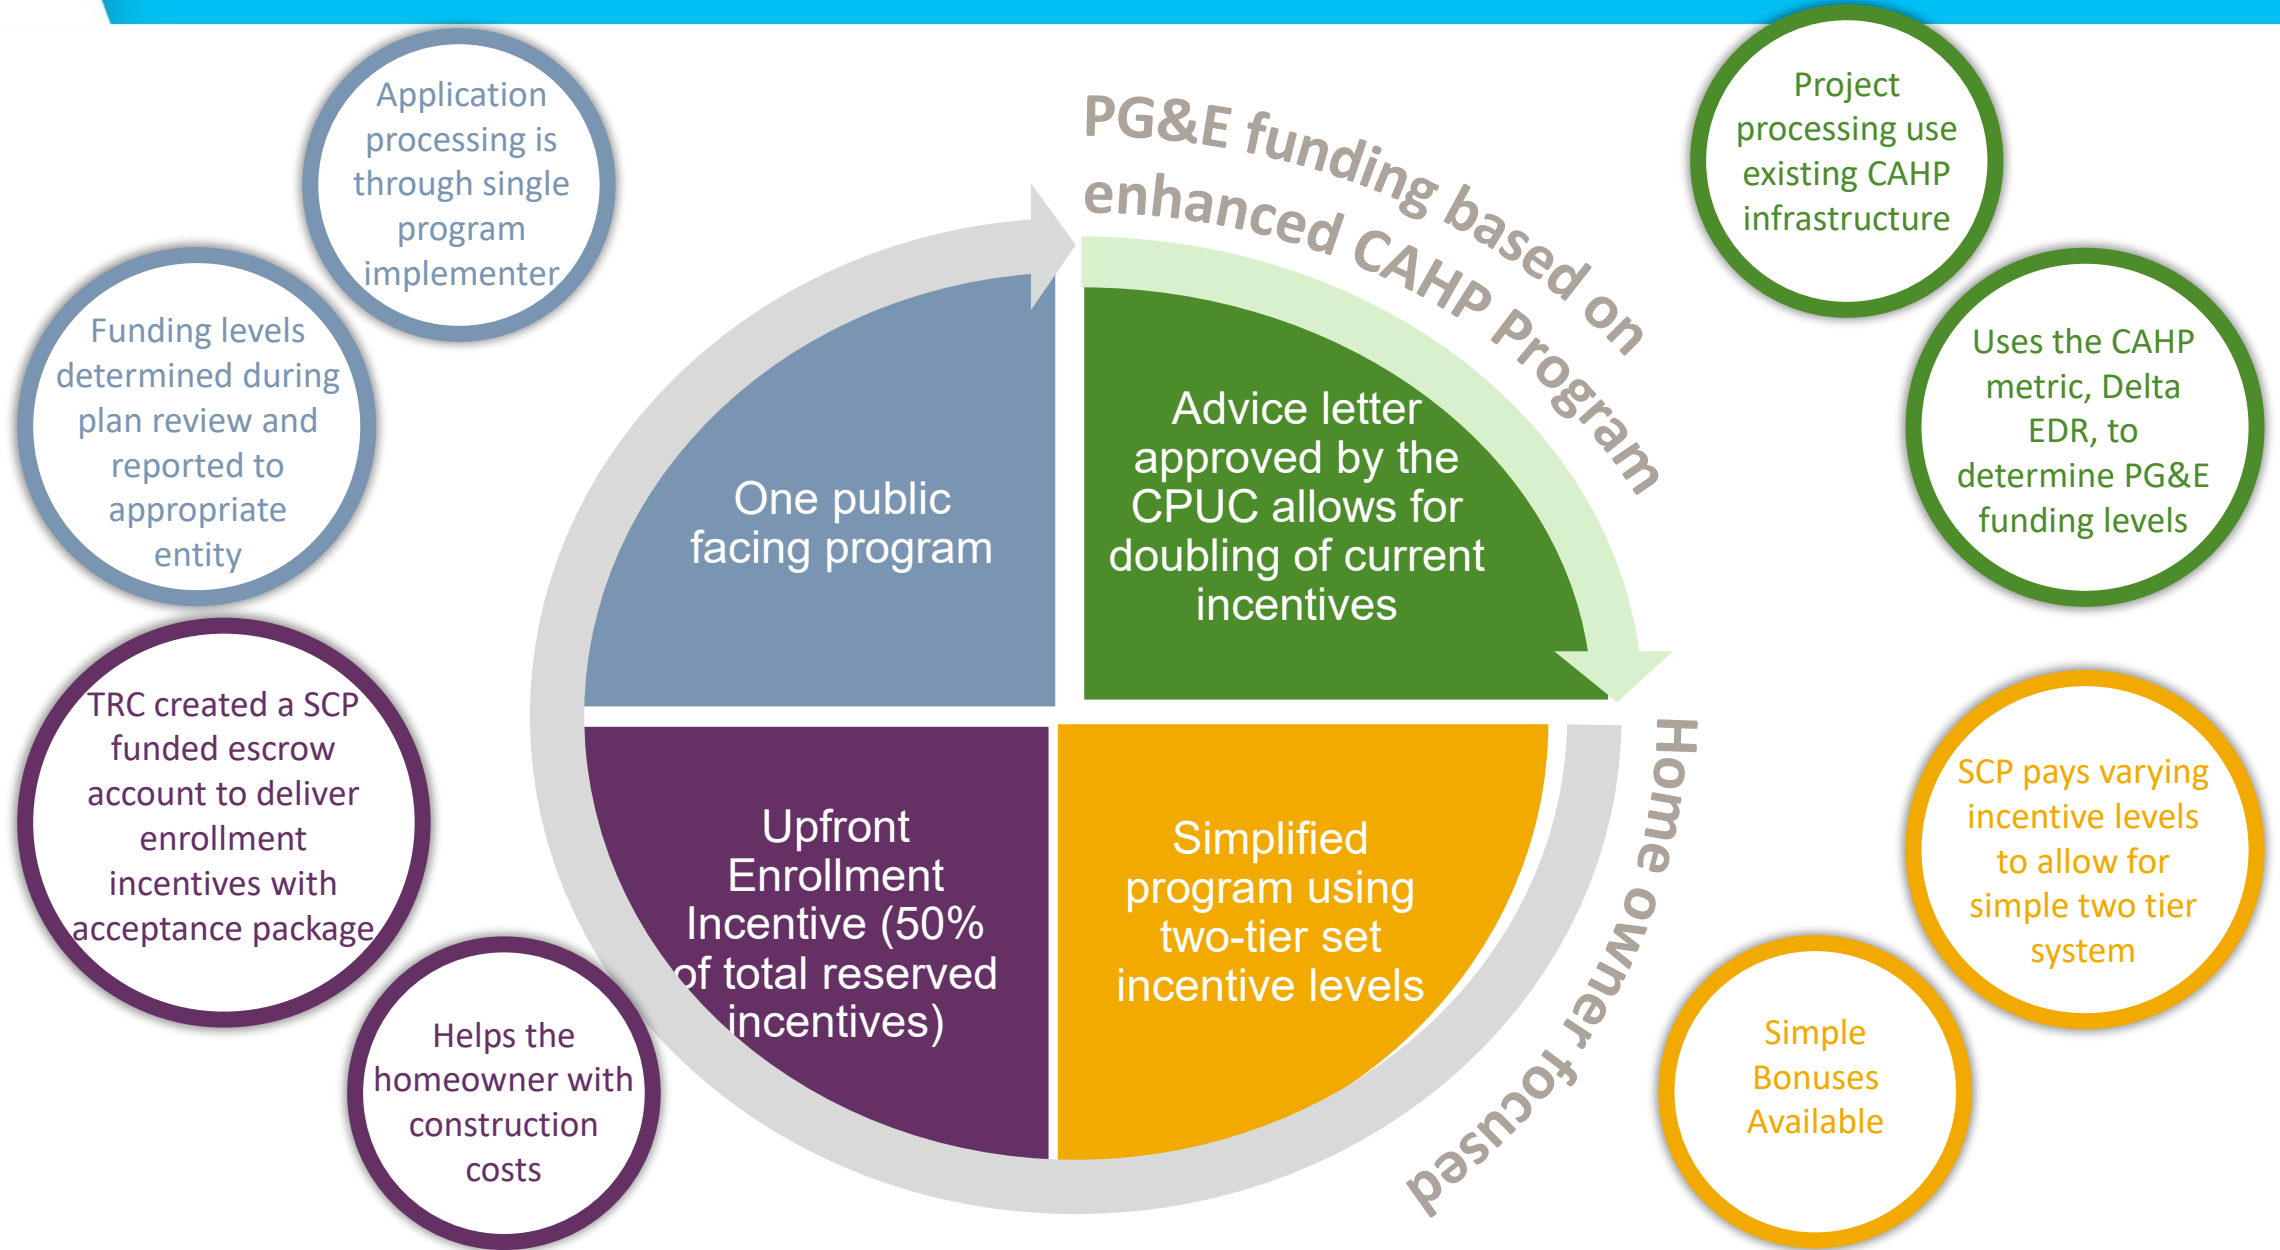 Application
processing is
through single
program
implementer
Funding levels
determined during
plan review and
reported to
appropriate
entity
TRC created a SCP
funded escrow
account to deliver
enrollment
incentives with
acceptance package
Helps the
homeowner with
construction
costs
PG&E funding based on
enhanced CAHP Program
One public
facing program
Advice letter
approved by the
CPUC allows for
doubling of current
incentives
Upfront
Enrollment
Incentive (50%
of total reserved
incentives)
Simplified
program using
two-tier set
incentive levels
Home owner focused
Project
processing use
existing CAHP
infrastructure
Uses the CAHP
metric, Delta
EDR, to
determine PG&E
funding levels
SCP pays varying
incentive levels
to allow for
simple two tier
system
Simple
Bonuses
Available